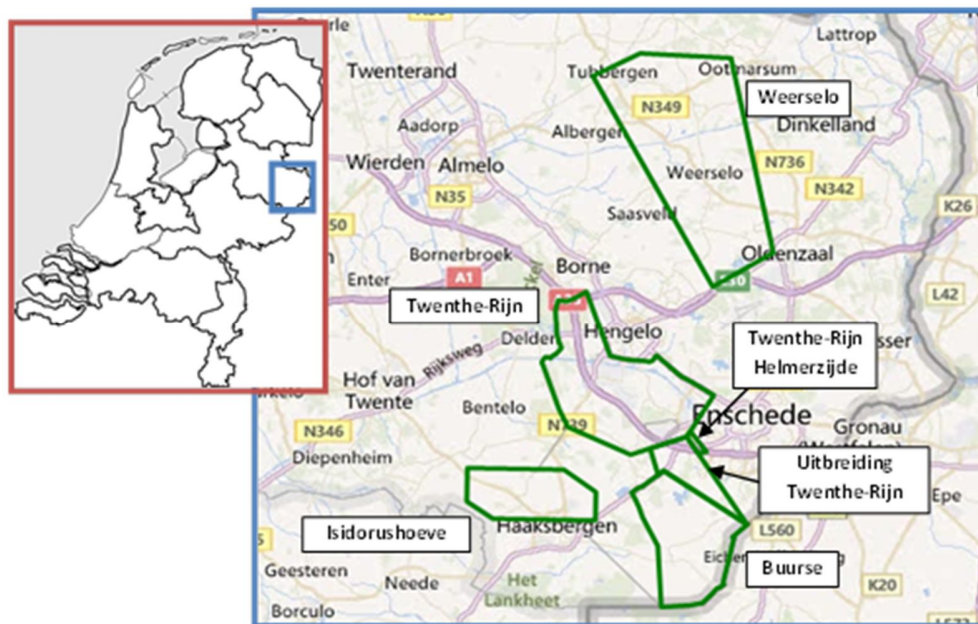 Lattrop
Twenterand
Tubbergen
Ootmarsum
Weerselo
N349
Aadorp
Albergen
Dinkelland
Wierden
Almelo
Weerselo
N736
N35
N342
Saasveld
K26
50
Bornerbroek
Oldenzaal
Borne
Enter
A1
L42
Twenthe-Rijn
Hengelo
Delden
Twenthe-Rijn
Helmerzijde
sser
Rijksweg
Hof van
Twente
Bentelo
Enschede
N346
Gronau
Diepenheim
Uitbreiding
Twenthe-Rijn
Epe
Haaksbergen
Isidorushoeve
L560
Buurse
Geesteren
Neede
Het
Lankheet
K20
Borculo